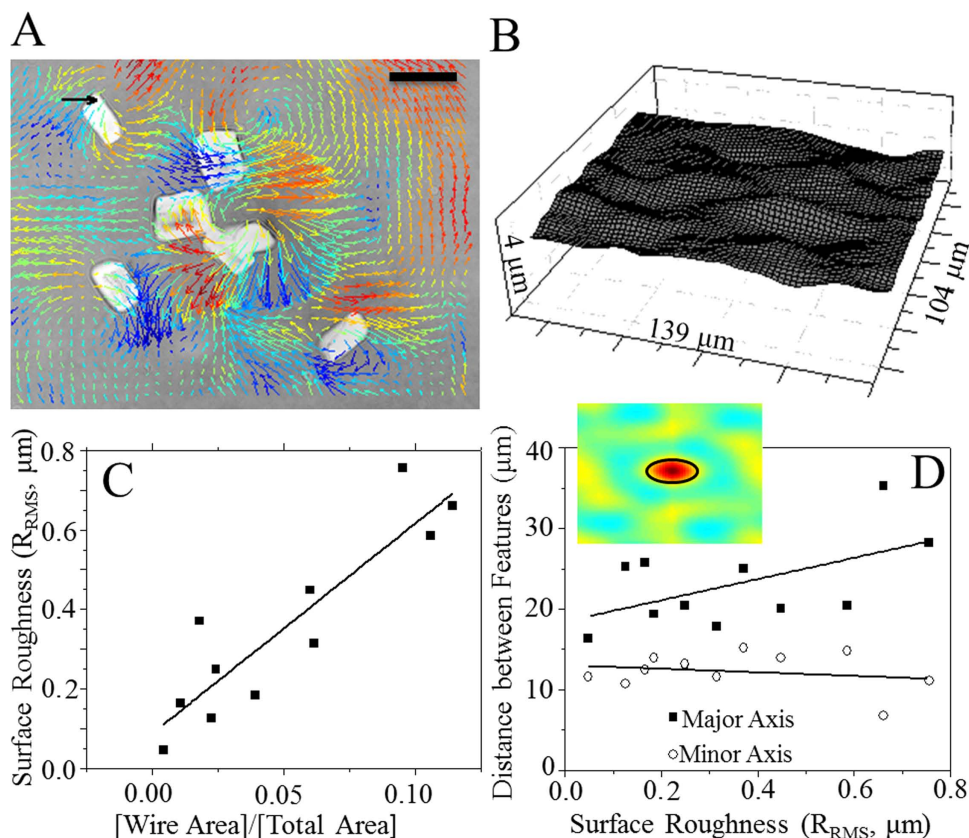 A
B
4 μm
139 μm
104 μm
C
Surface Roughness (R_RMS, μm)
0.8
0.6
0.4
0.2
0.0
0.00 0.05 0.10
[Wire Area]/[Total Area]
D
Distance between Features (μm)
40
30
20
10
0
Major Axis
Minor Axis
0.0 0.2 0.4 0.6 0.8
Surface Roughness (R_RMS, μm)